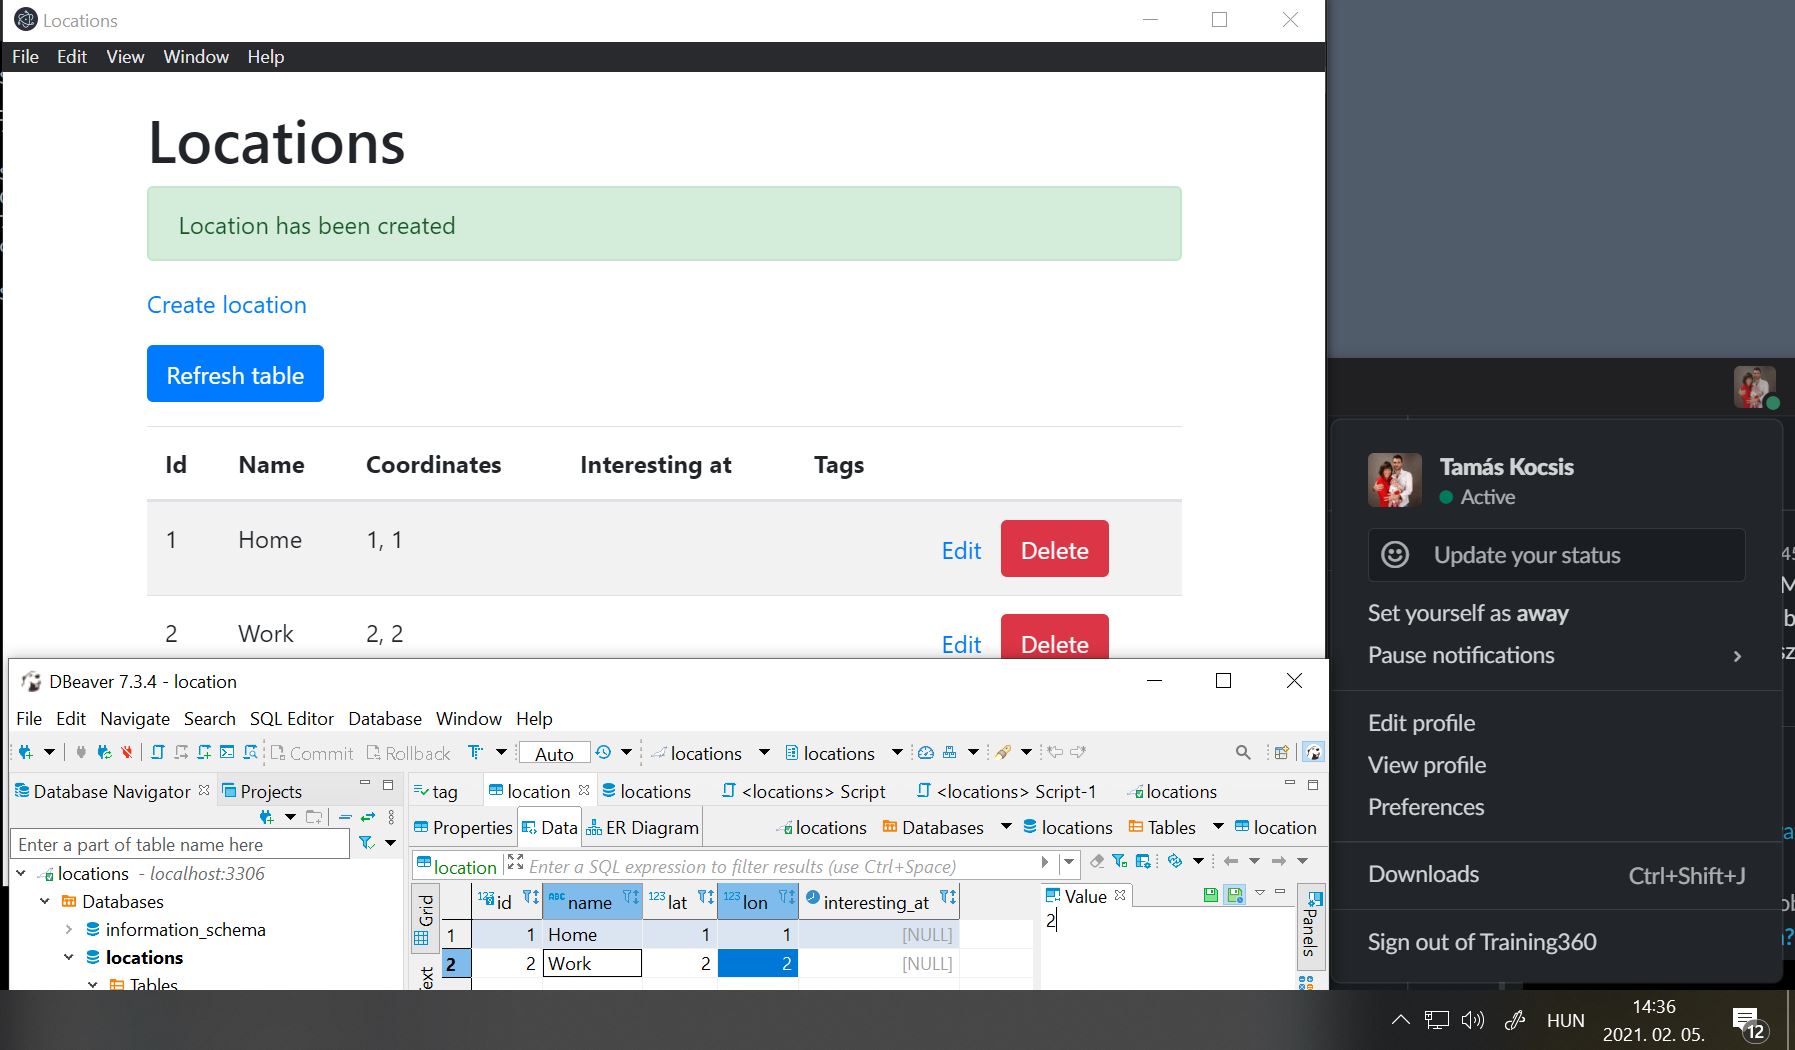 Locations
File Edit View Window Help
Locations
Location has been created
Create location
Refresh table
Id Name Coordinates Interesting at Tags
1 Home 1, 1 Edit Delete
2 Work 2, 2 Edit Delete
DBeaver 7.3.4 - location
File Edit Navigate Search SQL Editor Database Window Help
Commit Rollback Auto locations locations
Database Navigator Projects
Enter a part of table name here
locations - localhost:3306
Databases
information_schema
locations
Tables
tag location locations <locations> Script <locations> Script-1 locations
Properties Data ER Diagram locations Databases locations Tables location
location Enter a SQL expression to filter results (use Ctrl+Space)
Grid
123 id ABC name 123 lat 123 lon interesting_at
1 1 Home 1 1 [NULL]
2 2 Work 2 2 [NULL]
Value
2
Panels
Tamás Kocsis
Active
Update your status
Set yourself as away
Pause notifications
Edit profile
View profile
Preferences
Downloads Ctrl+Shift+J
Sign out of Training360
HUN
14:36
2021. 02. 05.
12